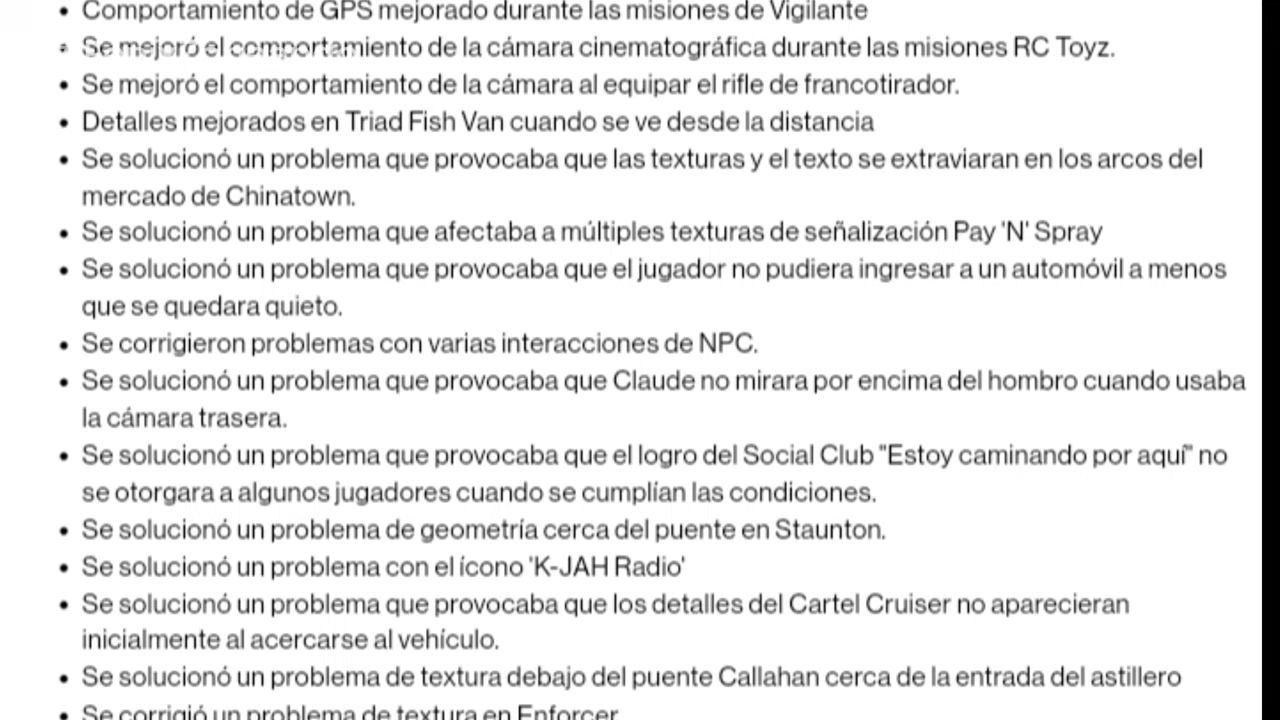 • Comportamiento de GPS mejorado durante las misiones de Vigilante
• Se mejoró el comportamiento de la cámara cinematográfica durante las misiones RC Toyz.
• Se mejoró el comportamiento de la cámara al equipar el rifle de francotirador.
• Detalles mejorados en Triad Fish Van cuando se ve desde la distancia
• Se solucionó un problema que provocaba que las texturas y el texto se extraviaran en los arcos del
mercado de Chinatown.
• Se solucionó un problema que afectaba a múltiples texturas de señalización Pay 'N' Spray
• Se solucionó un problema que provocaba que el jugador no pudiera ingresar a un automóvil a menos
que se quedara quieto.
• Se corrigieron problemas con varias interacciones de NPC.
• Se solucionó un problema que provocaba que Claude no mirara por encima del hombro cuando usaba
la cámara trasera.
• Se solucionó un problema que provocaba que el logro del Social Club "Estoy caminando por aquí" no
se otorgara a algunos jugadores cuando se cumplían las condiciones.
• Se solucionó un problema de geometría cerca del puente en Staunton.
• Se solucionó un problema con el ícono 'K-JAH Radio'
• Se solucionó un problema que provocaba que los detalles del Cartel Cruiser no aparecieran
inicialmente al acercarse al vehículo.
• Se solucionó un problema de textura debajo del puente Callahan cerca de la entrada del astillero
• Se corrigió un problema de textura en Enforcer